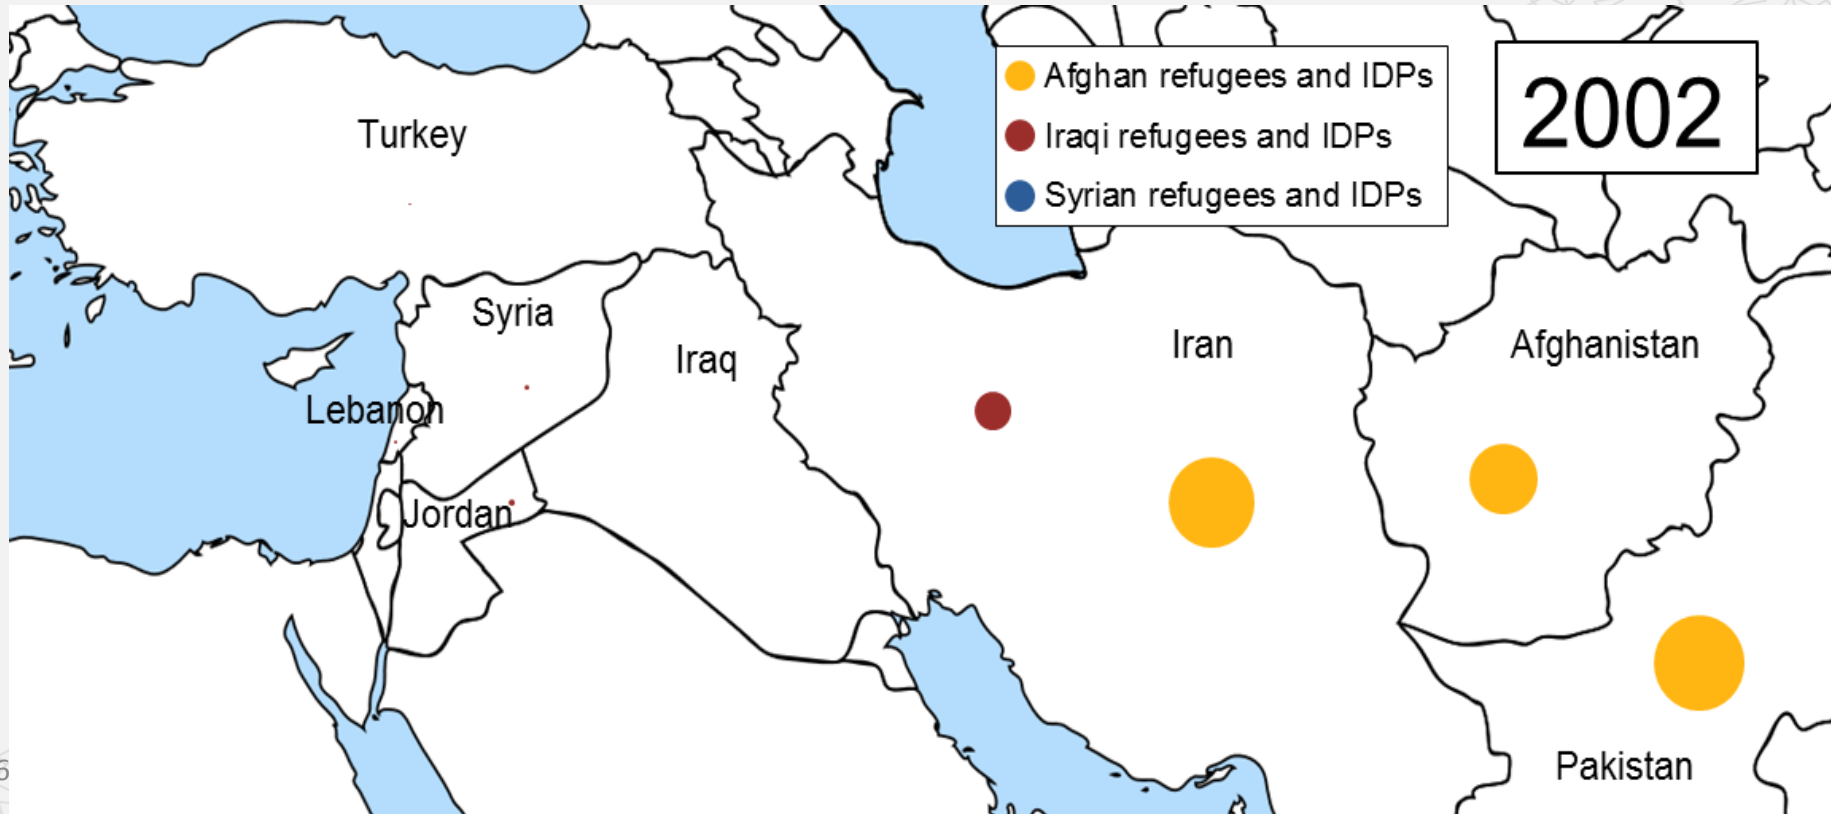 Afghan refugees and IDPs
Iraqi refugees and IDPs
Syrian refugees and IDPs
2002
Turkey
Syria
Iraq
Iran
Afghanistan
Lebanon
Jordan
Pakistan
6